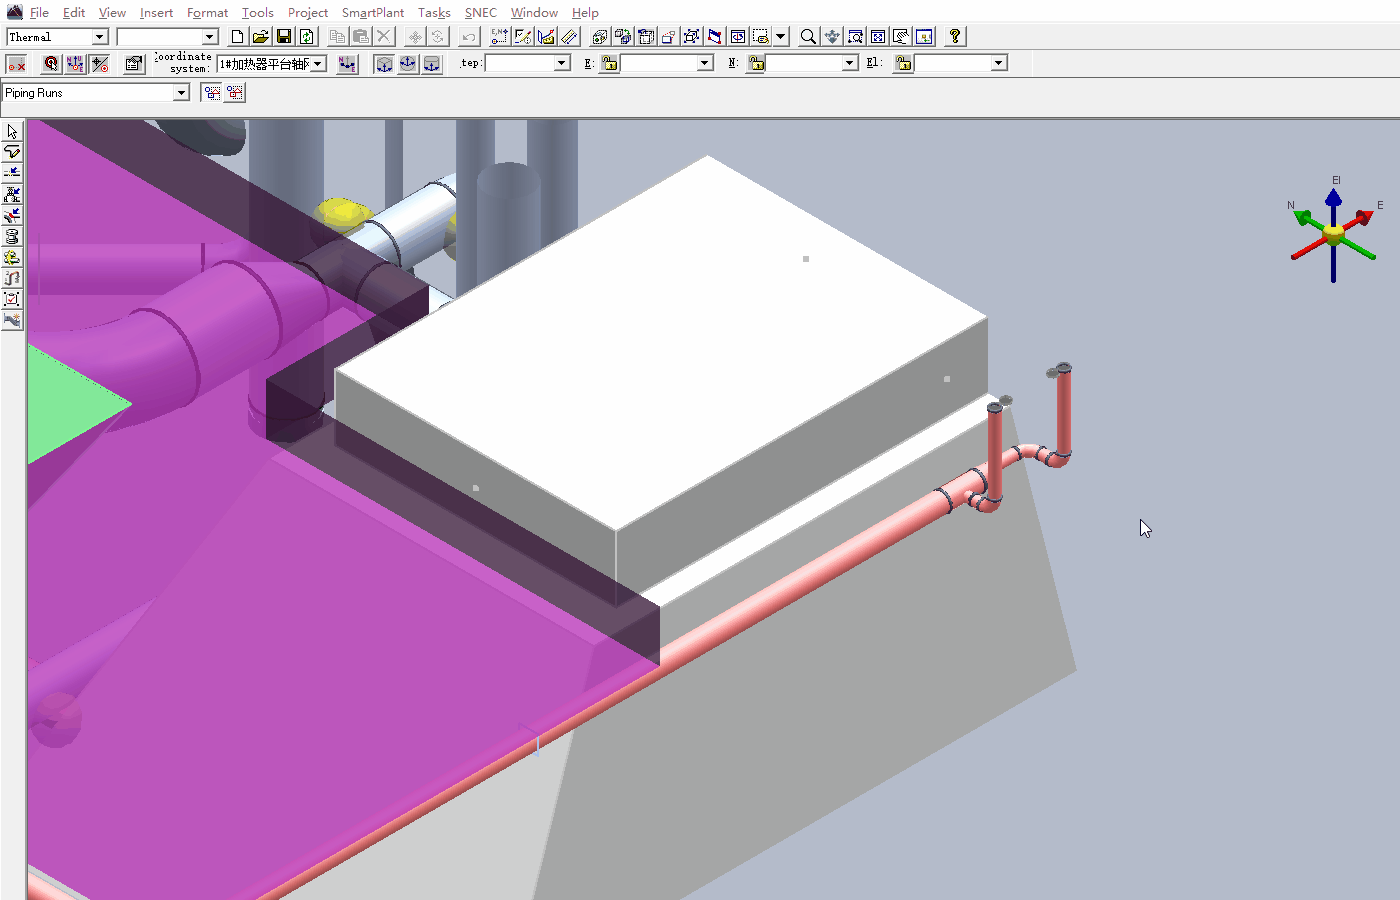 File Edit View Insert Format Tools Project SmartPlant Tasks SNEC Window Help
Thermal
Coordinate system: 1#加热器平台轴 .tep: E: N: El:
Piping Runs
El
N E